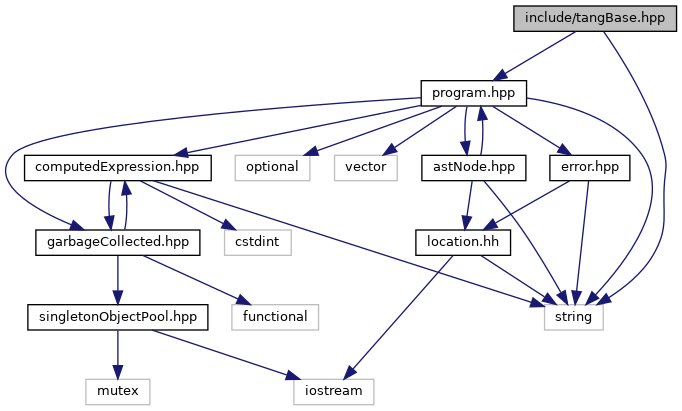 include/tangBase.hpp
program.hpp
computedExpression.hpp
optional
vector
astNode.hpp
error.hpp
garbageCollected.hpp
cstdint
location.hh
singletonObjectPool.hpp
functional
string
mutex
iostream